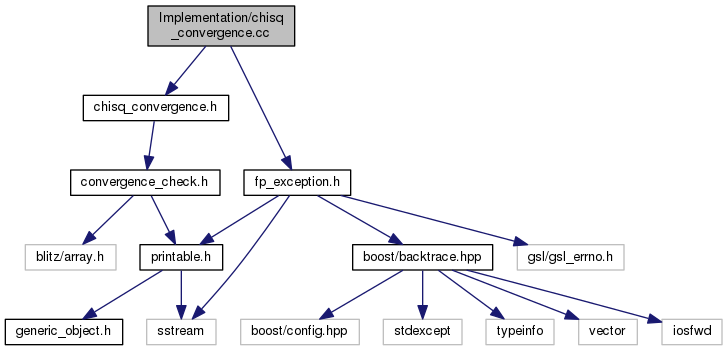 Implementation/chisq
_convergence.cc
chisq_convergence.h
convergence_check.h
fp_exception.h
blitz/array.h
printable.h
boost/backtrace.hpp
gsl/gsl_errno.h
generic_object.h
sstream
boost/config.hpp
stdexcept
typeinfo
vector
iosfwd